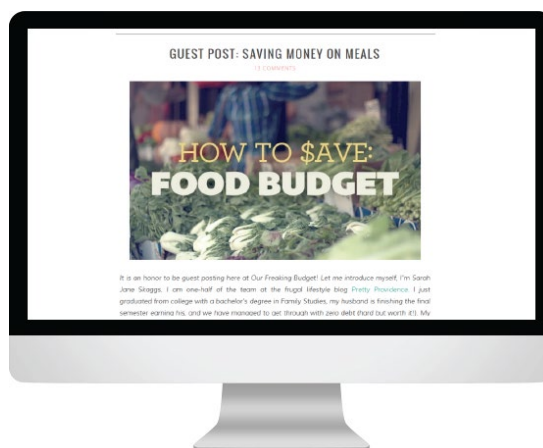 GUEST POST: SAVING MONEY ON MEALS
13 COMMENTS
HOW TO $AVE:
FOOD BUDGET
It is an honor to be guest posting here at Our Freaking Budget! Let me introduce myself, I'm Sarah
Jane Skaggs. I am one-half of the team at the frugal lifestyle blog Pretty Providence. I just
graduated from college with a bachelor's degree in Family Studies, my husband is finishing the final
semester earning his, and we have managed to get through with zero debt (hard but worth it!). My